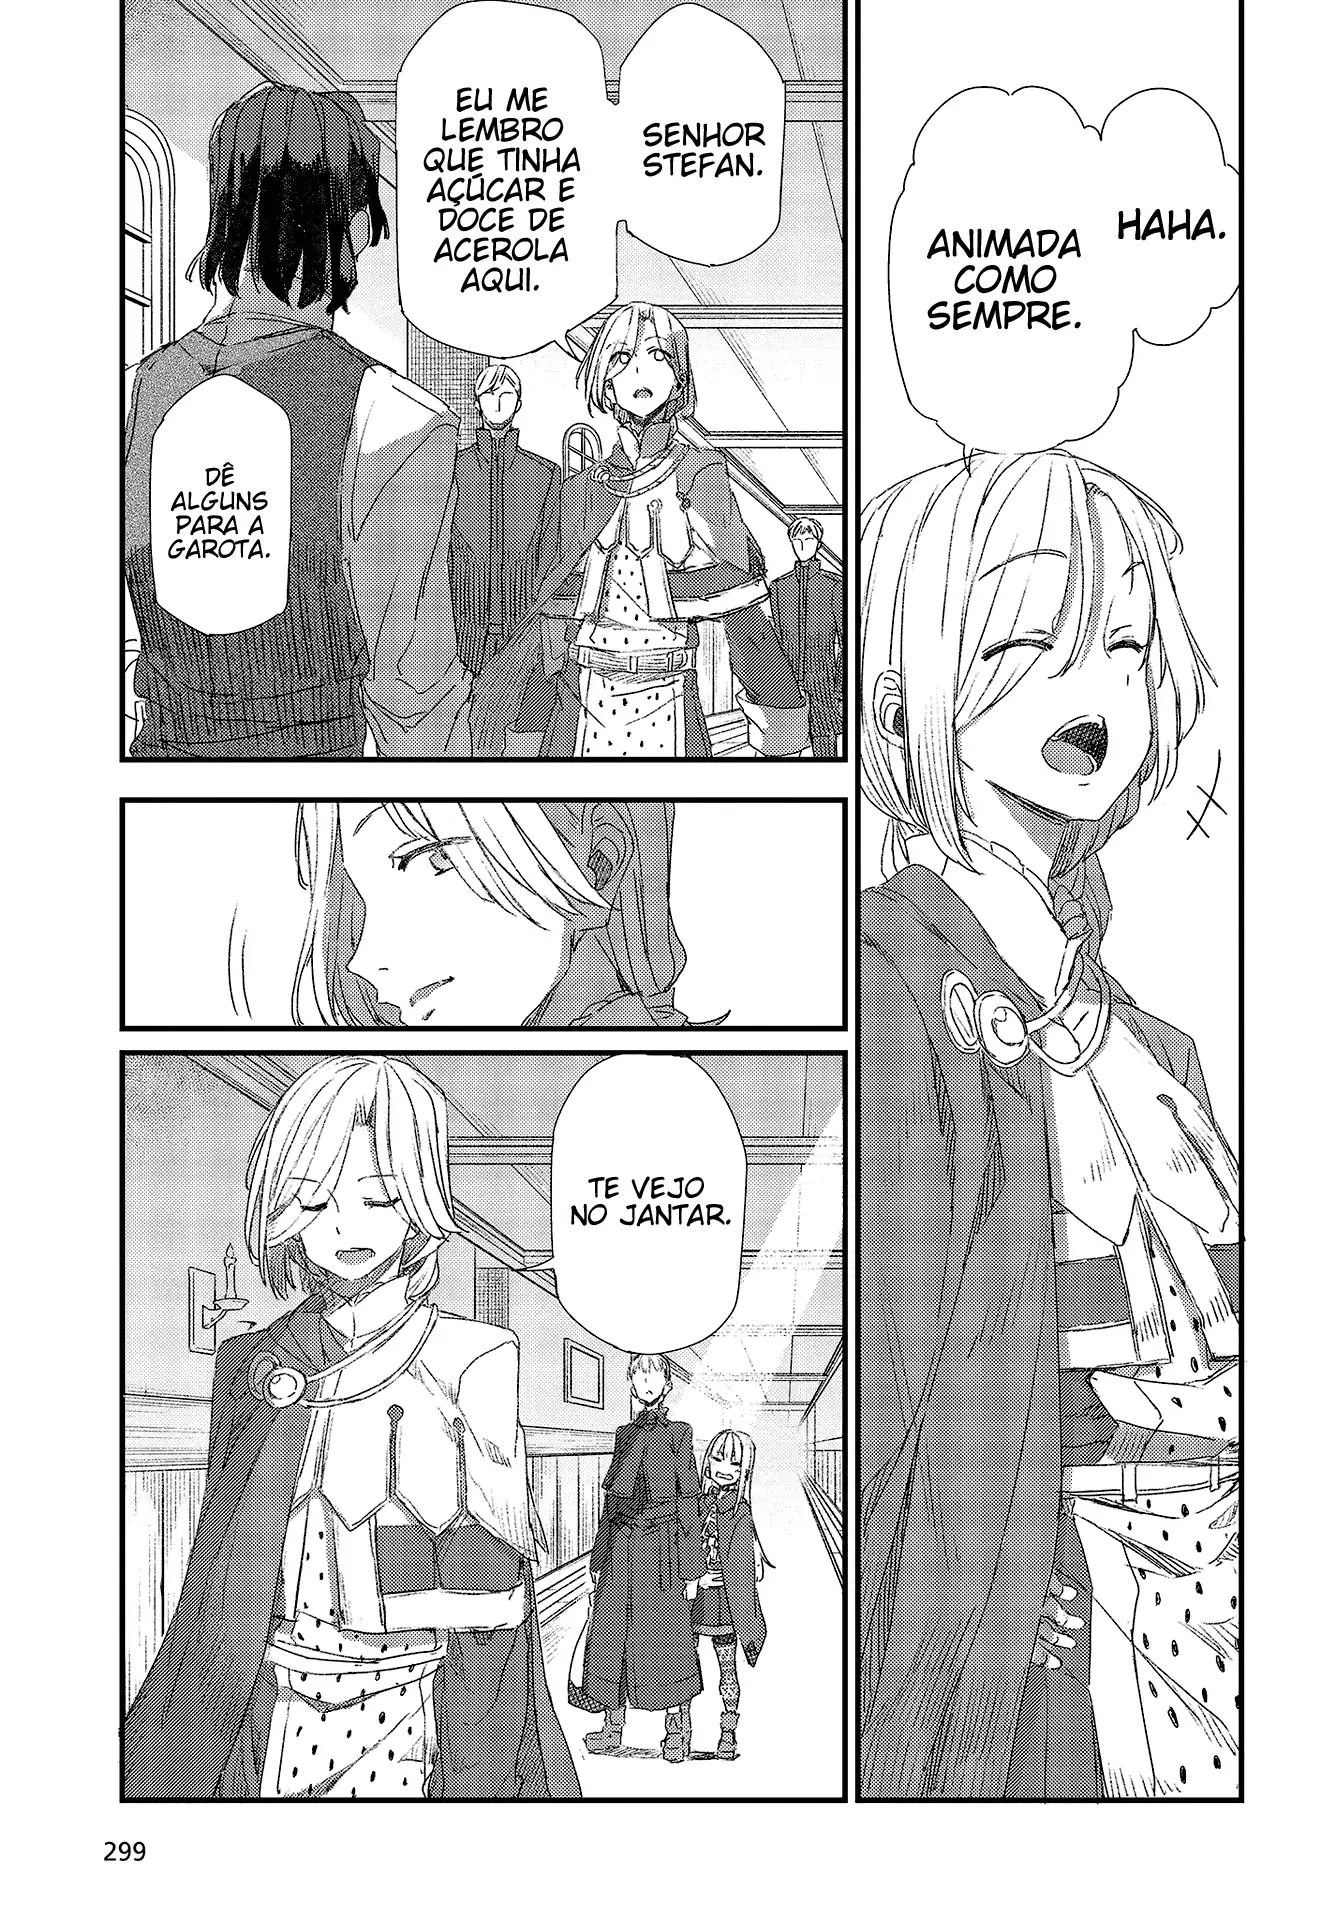 HAHA.
ANIMADA
COMO
SEMPRE.
SENHOR
STEFAN.
EU ME
LEMBRO
QUE TINHA
AÇÚCAR E
DOCE DE
ACEROLA
AQUI.
DÊ
ALGUNS
PARA A
GAROTA.
TE VEJO
NO JANTAR.
299